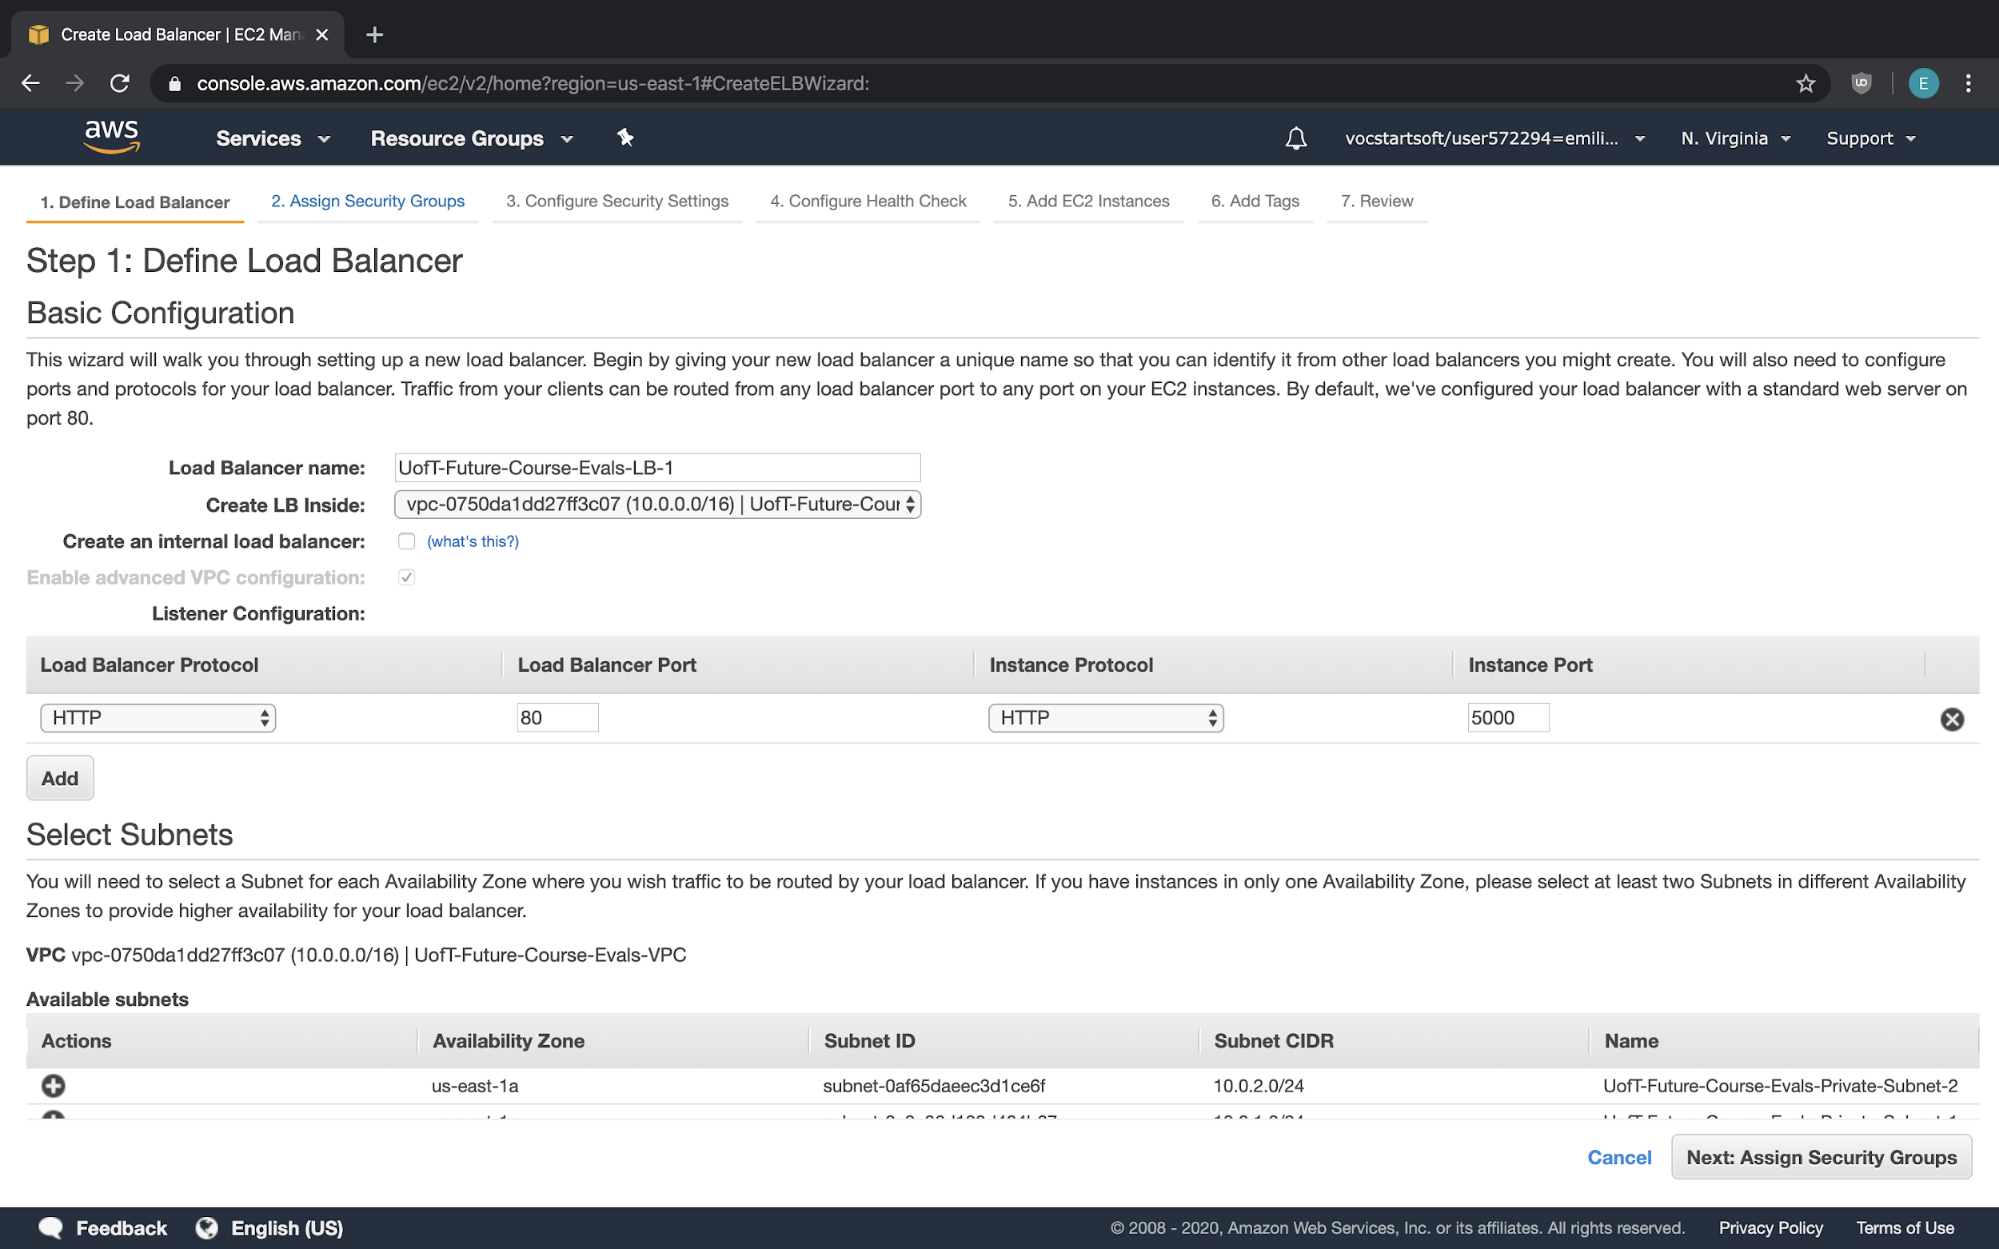 Create Load Balancer | EC2 Man
console.aws.amazon.com/ec2/v2/home?region=us-east-1#CreateELBWizard:
E
aws Services Resource Groups vocstartsoft/user572294=emili... N. Virginia Support
1. Define Load Balancer 2. Assign Security Groups 3. Configure Security Settings 4. Configure Health Check 5. Add EC2 Instances 6. Add Tags 7. Review
Step 1: Define Load Balancer
Basic Configuration
This wizard will walk you through setting up a new load balancer. Begin by giving your new load balancer a unique name so that you can identify it from other load balancers you might create. You will also need to configure
ports and protocols for your load balancer. Traffic from your clients can be routed from any load balancer port to any port on your EC2 instances. By default, we've configured your load balancer with a standard web server on
port 80.
Load Balancer name: UofT-Future-Course-Evals-LB-1
Create LB Inside: vpc-0750da1dd27ff3c07 (10.0.0.0/16) | UofT-Future-Cour
Create an internal load balancer: (what's this?)
Enable advanced VPC configuration:
Listener Configuration:
Load Balancer Protocol Load Balancer Port Instance Protocol Instance Port
HTTP 80 HTTP 5000
Add
Select Subnets
You will need to select a Subnet for each Availability Zone where you wish traffic to be routed by your load balancer. If you have instances in only one Availability Zone, please select at least two Subnets in different Availability
Zones to provide higher availability for your load balancer.
VPC vpc-0750da1dd27ff3c07 (10.0.0.0/16) | UofT-Future-Course-Evals-VPC
Available subnets
Actions Availability Zone Subnet ID Subnet CIDR Name
us-east-1a subnet-0af65daeec3d1ce6f 10.0.2.0/24 UofT-Future-Course-Evals-Private-Subnet-2
Cancel Next: Assign Security Groups
Feedback English (US) © 2008 - 2020, Amazon Web Services, Inc. or its affiliates. All rights reserved. Privacy Policy Terms of Use